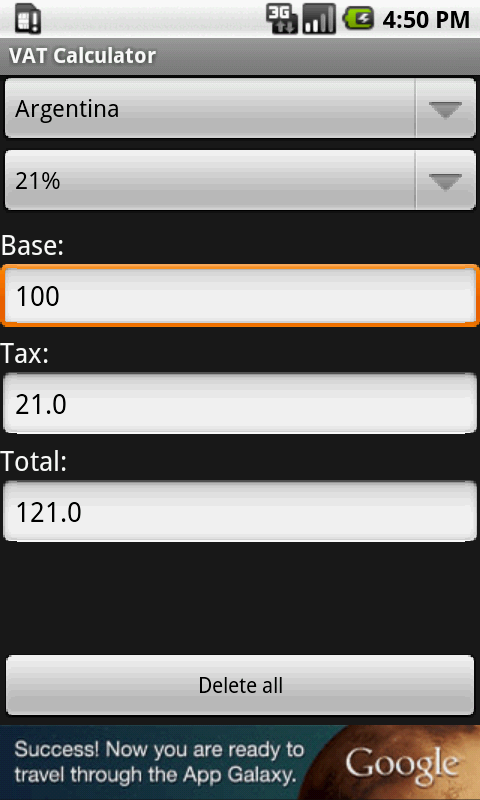 3G 4:50 PM
VAT Calculator
Argentina
21%
Base:
100
Tax:
21.0
Total:
121.0
Delete all
Success! Now you are ready to
travel through the App Galaxy.
Google